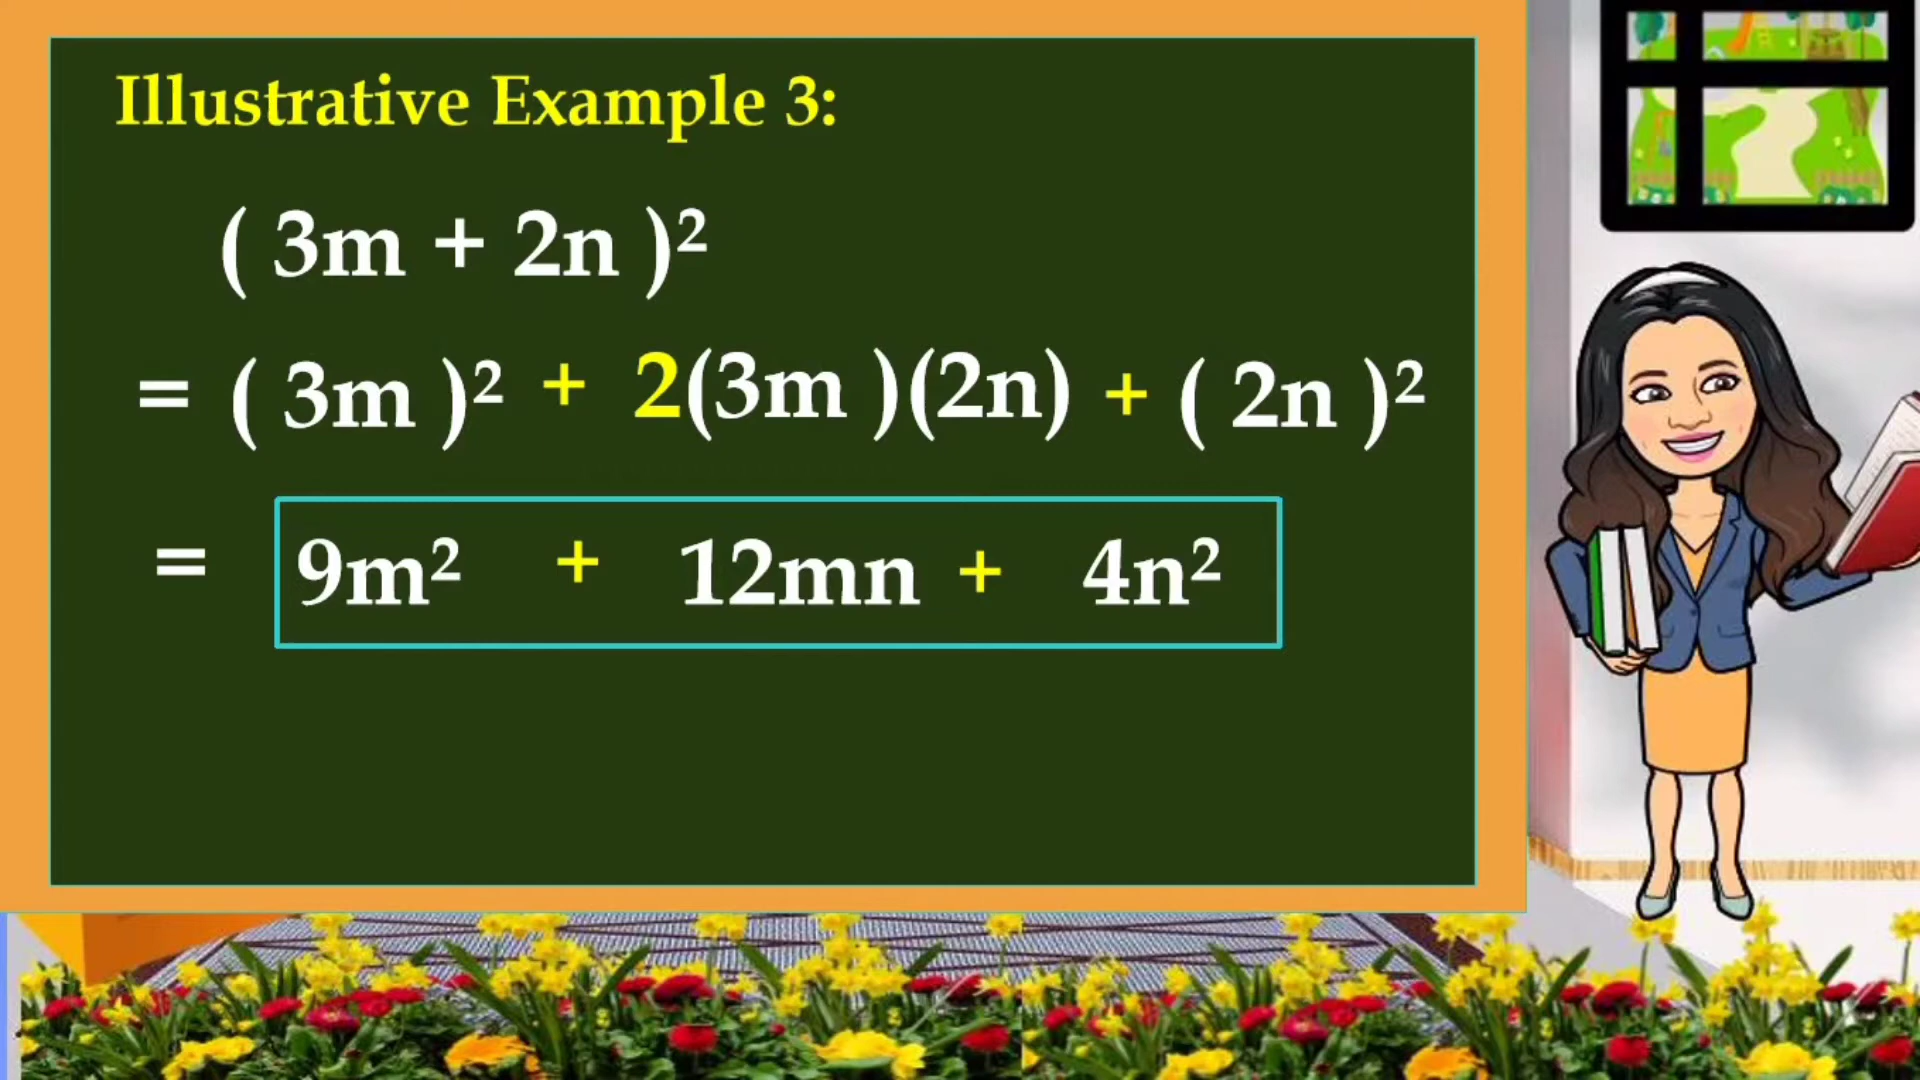 Illustrative Example 3:
( 3m + 2n )²
= ( 3m )² + 2(3m )(2n) + ( 2n )²
= 9m² + 12mn + 4n²